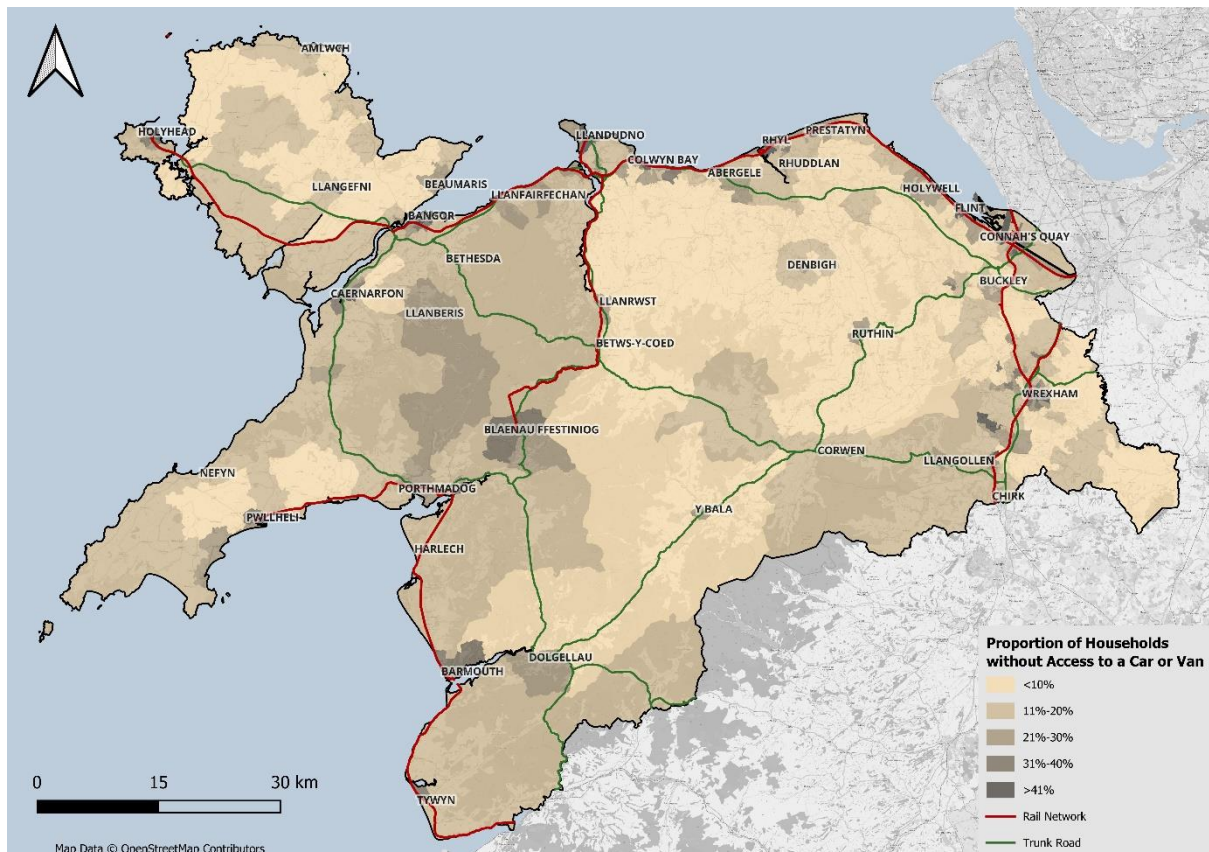 AMLWCH
HOLYHEAD
LLANDUDNO
RHYL
PRESTATYN
COLWYN BAY
RHUDDLAN
ABERGELE
LLANGEFNI
BEAUMARIS
LLANFAIRFECHAN
HOLYWELL
FLINT
BANGOR
CONNAH'S QUAY
BETHESDA
DENBIGH
BUCKLEY
CAERNARFON
LLANRWST
LLANBERIS
RUTHIN
BETWS-Y-COED
WREXHAM
BLAENAU FFESTINIOG
CORWEN
LLANGOLLEN
NEFYN
PORTHMADOG
CHIRK
PWLLHELI
Y BALA
HARLECH
DOLGELLAU
BARMOUTH
TYWYN
Proportion of Households
without Access to a Car or Van
<10%
11%-20%
21%-30%
31%-40%
>41%
Rail Network
Trunk Road
0 15 30 km
Map Data © OpenStreetMap Contributors